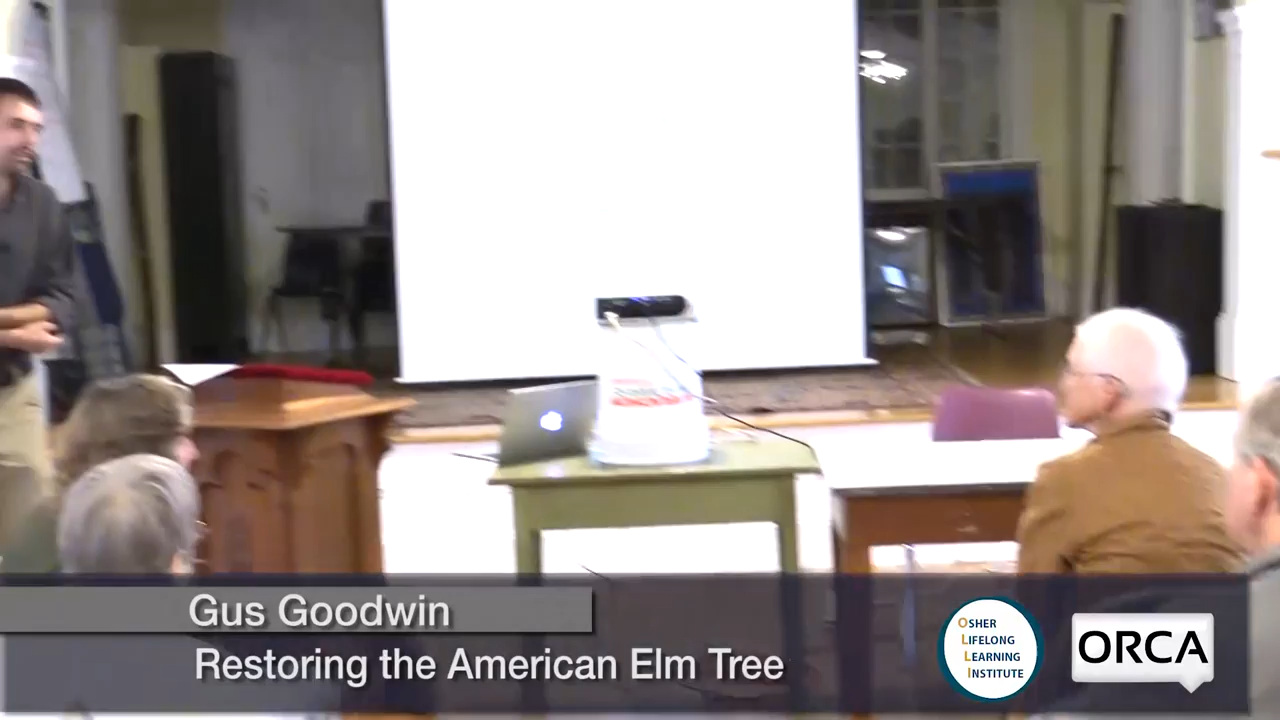 Gus Goodwin
Restoring the American Elm Tree
OSHER
LIFELONG
LEARNING
INSTITUTE
ORCA